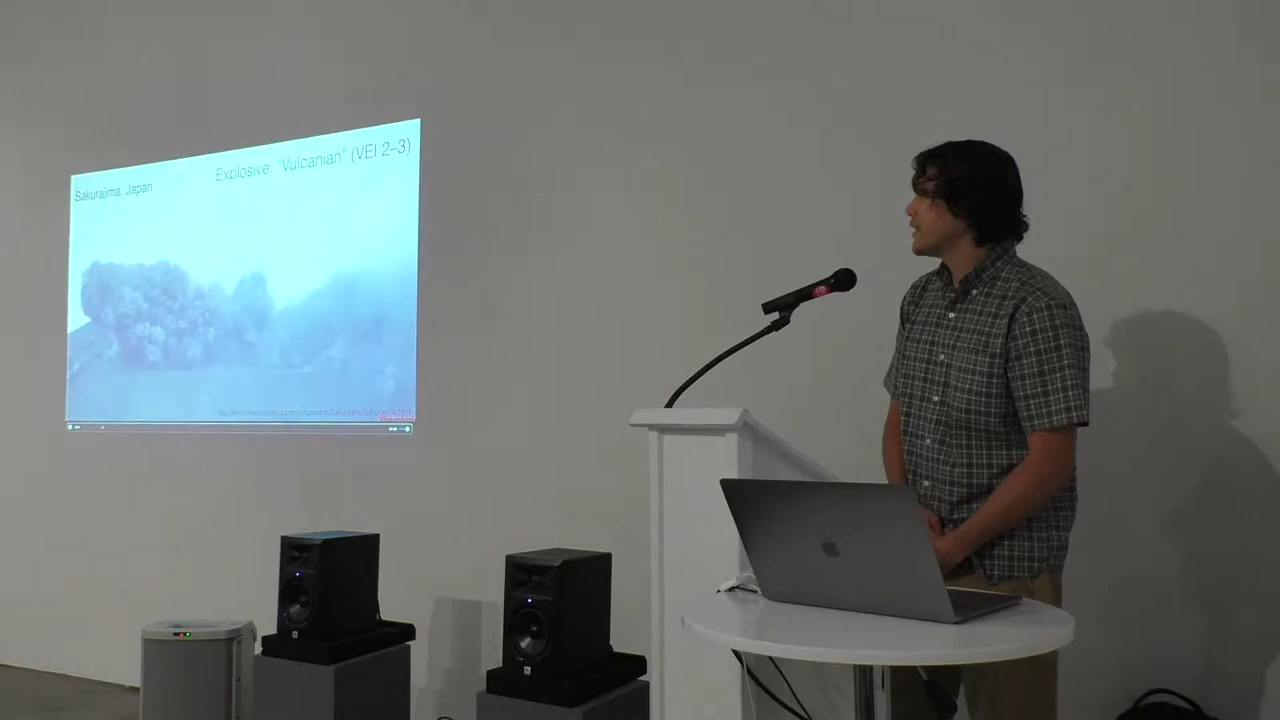 Explosive: "Vulcanian" (VEI 2–3)
Sakurajima, Japan